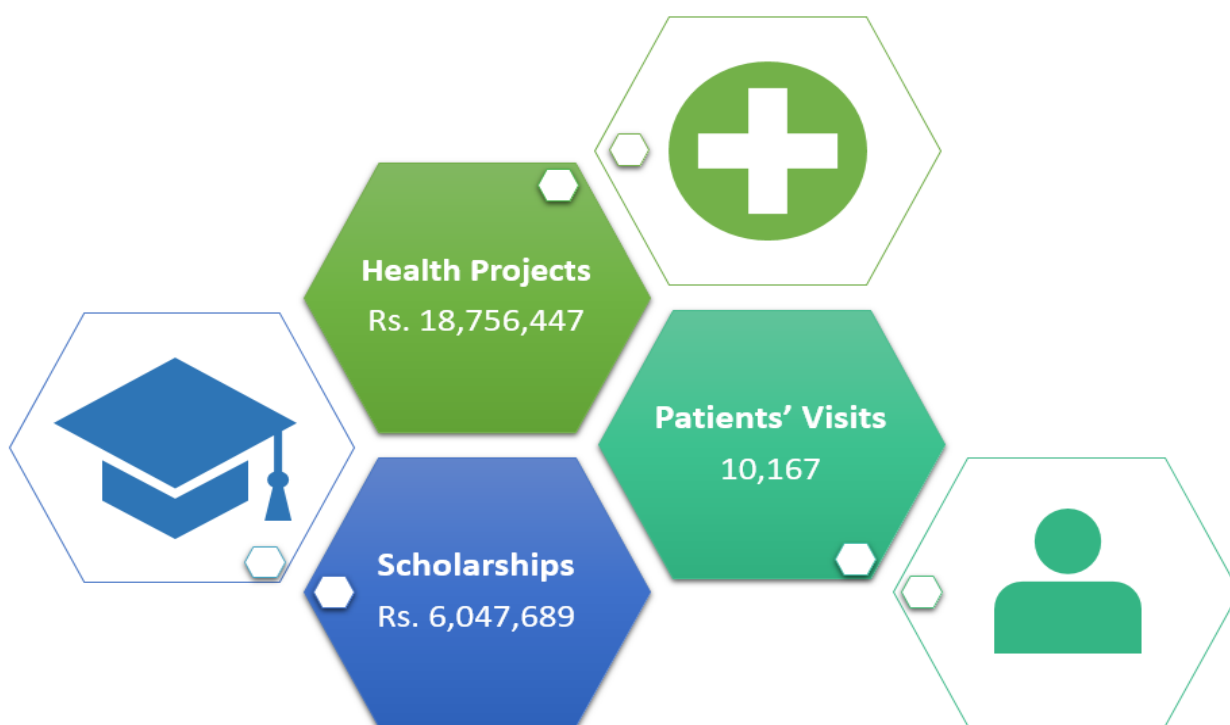 Health Projects
Rs. 18,756,447
Patients’ Visits
10,167
Scholarships
Rs. 6,047,689